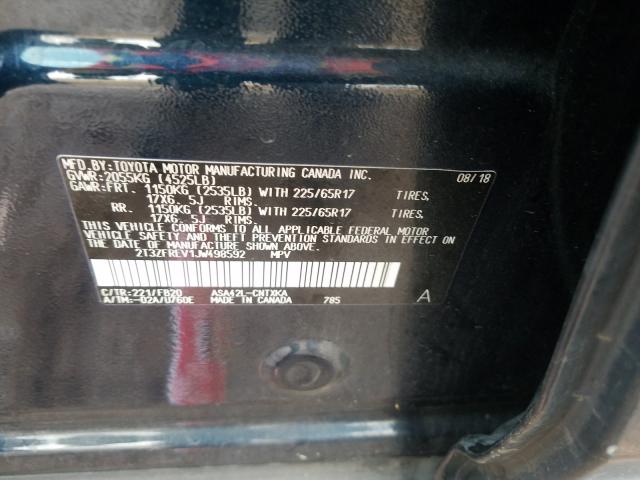 MFD.BY:TOYOTA MOTOR MANUFACTURING CANADA INC.
GVWR:2055KG (4525LB) 08/18
GAWR:FRT. 1150KG (2535LB) WITH 225/65R17 TIRES.
17X6. 5J RIMS.
RR. 1150KG (2535LB) WITH 225/65R17 TIRES.
17X6. 5J RIMS.
THIS VEHICLE CONFORMS TO ALL APPLICABLE FEDERAL MOTOR
VEHICLE SAFETY AND THEFT PREVENTION STANDARDS IN EFFECT
ON THE DATE OF MANUFACTURE SHOWN ABOVE.
2T3ZFREV1JW498592 MPV
C/TR:221/FB20 ASA42L-CNTXKA
A/TM:-02A/U760E MADE IN CANADA 785 A